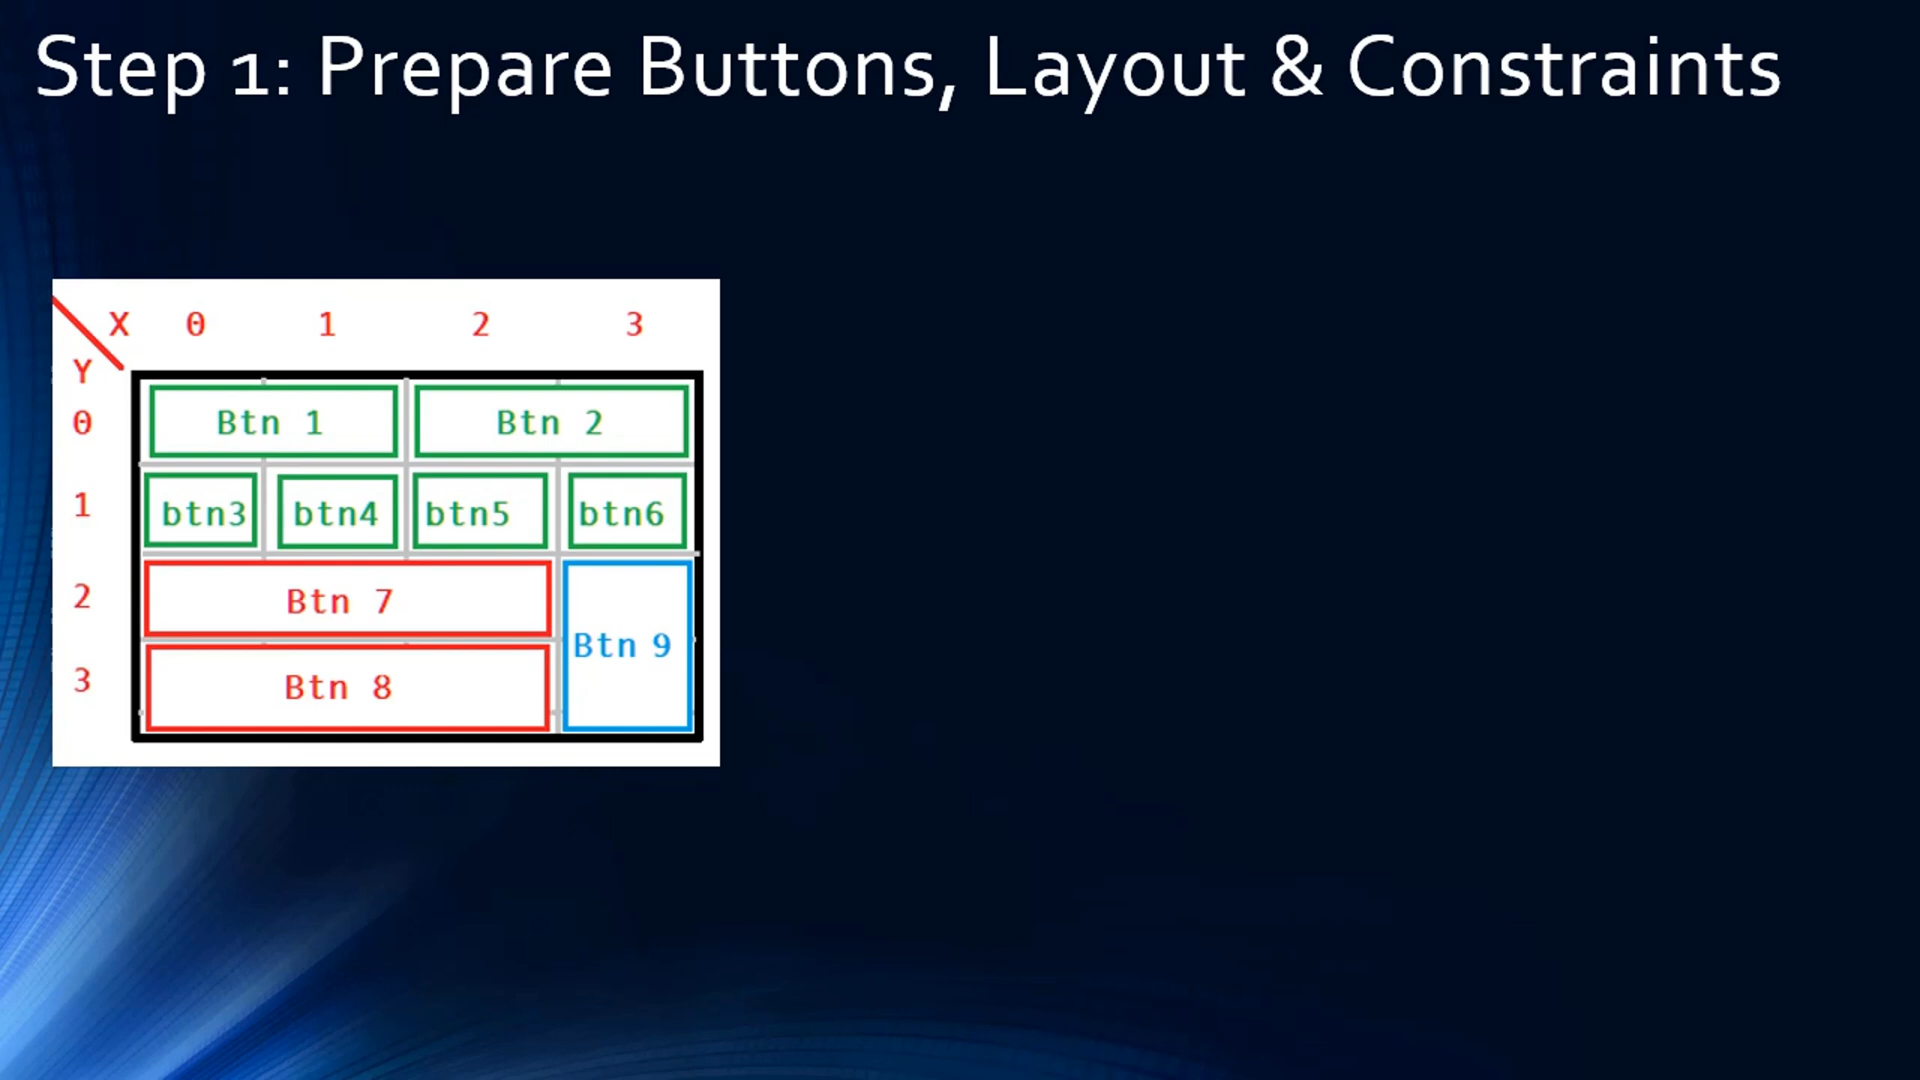 Step 1: Prepare Buttons, Layout & Constraints
X 0 1 2 3
Y
0 Btn 1 Btn 2
1 btn3 btn4 btn5 btn6
2 Btn 7
Btn 9
3 Btn 8